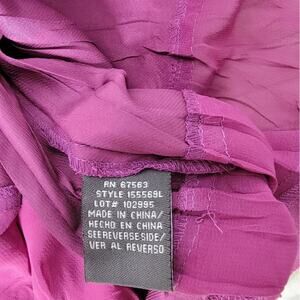 RN 67563
STYLE 155569L
LOT# 102995
MADE IN CHINA/
HECHO EN CHINA
SEEREVERSESIDE/
VER AL REVERSO